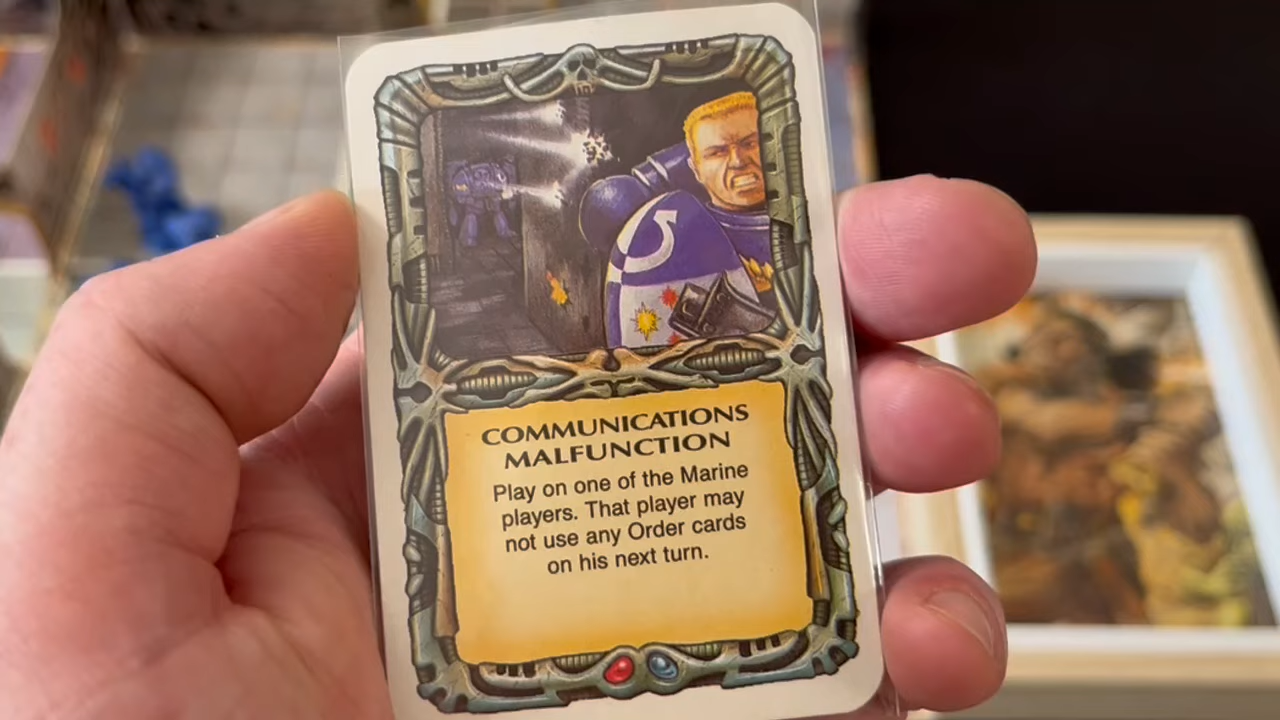 COMMUNICATIONS
MALFUNCTION
Play on one of the Marine
players. That player may
not use any Order cards
on his next turn.